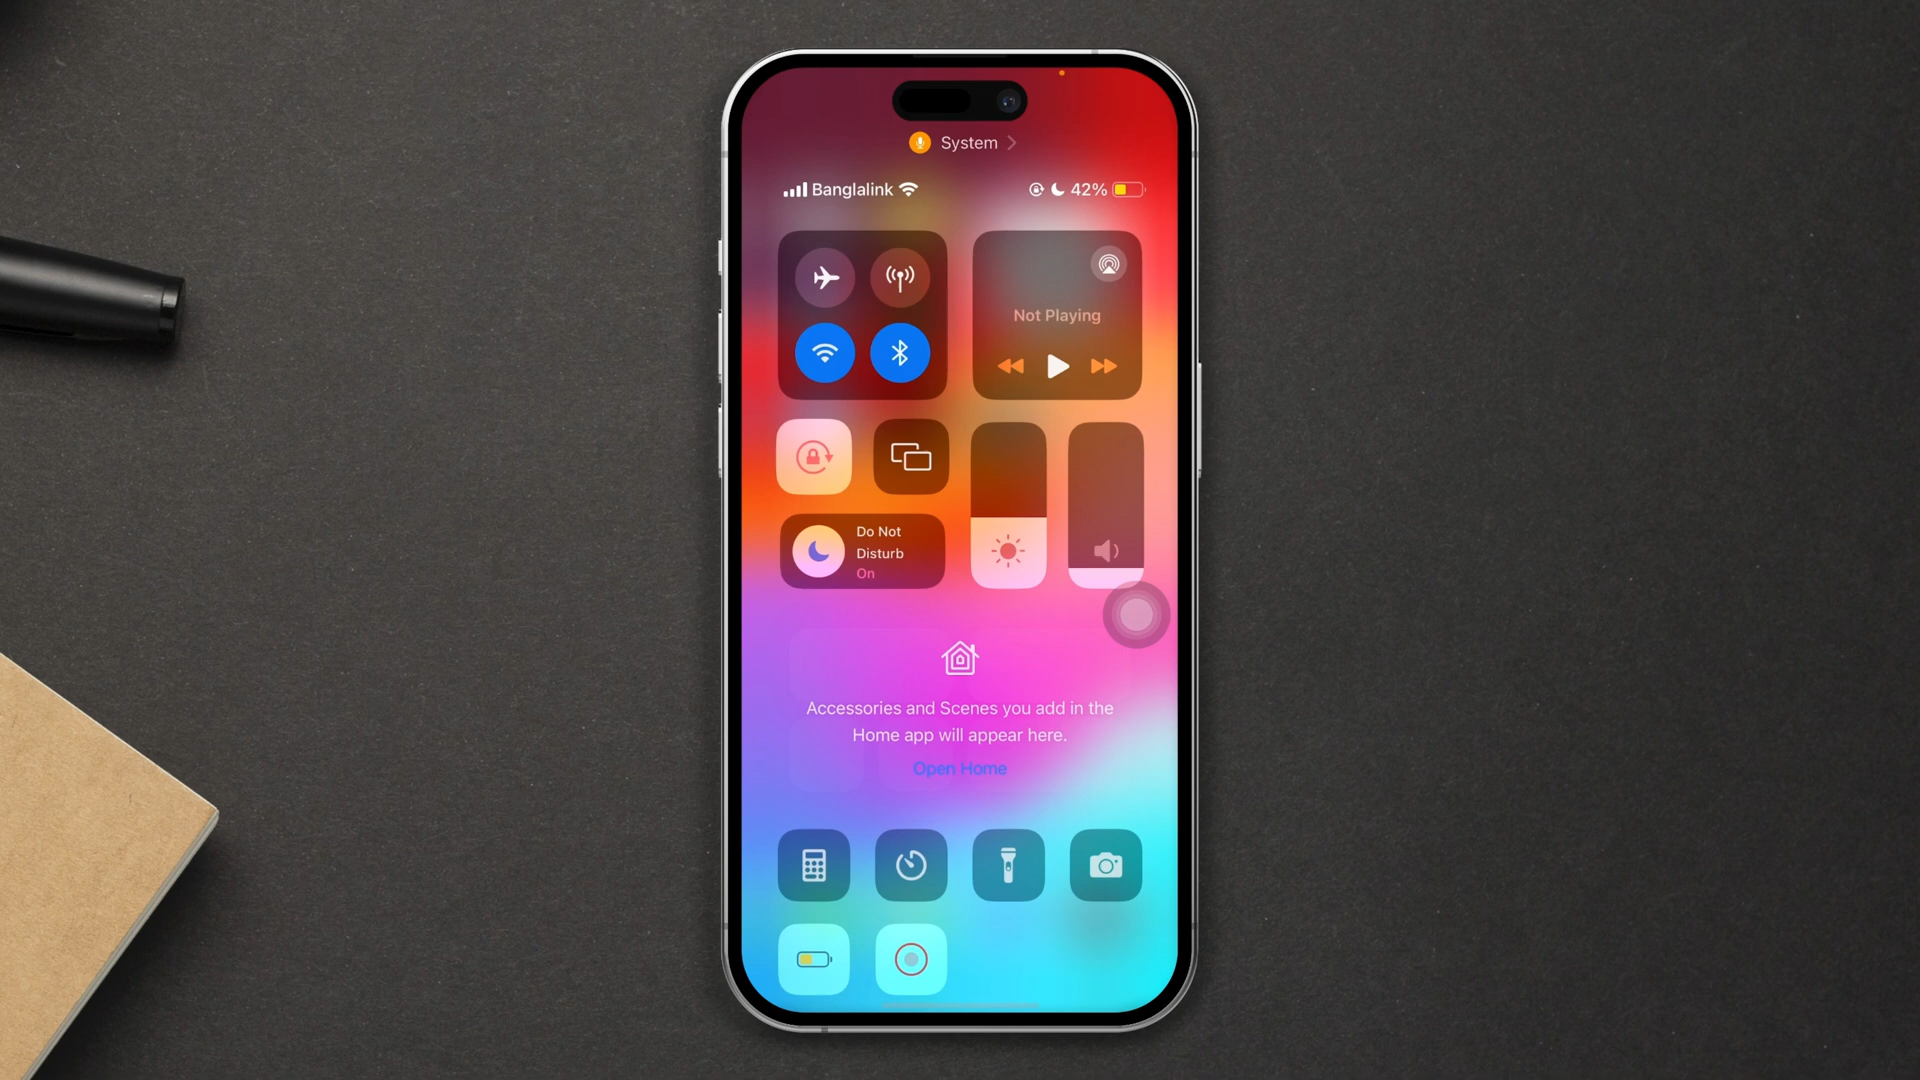 System
Banglalink 42%
Not Playing
Do Not
Disturb
On
Accessories and Scenes you add in the
Home app will appear here.
Open Home